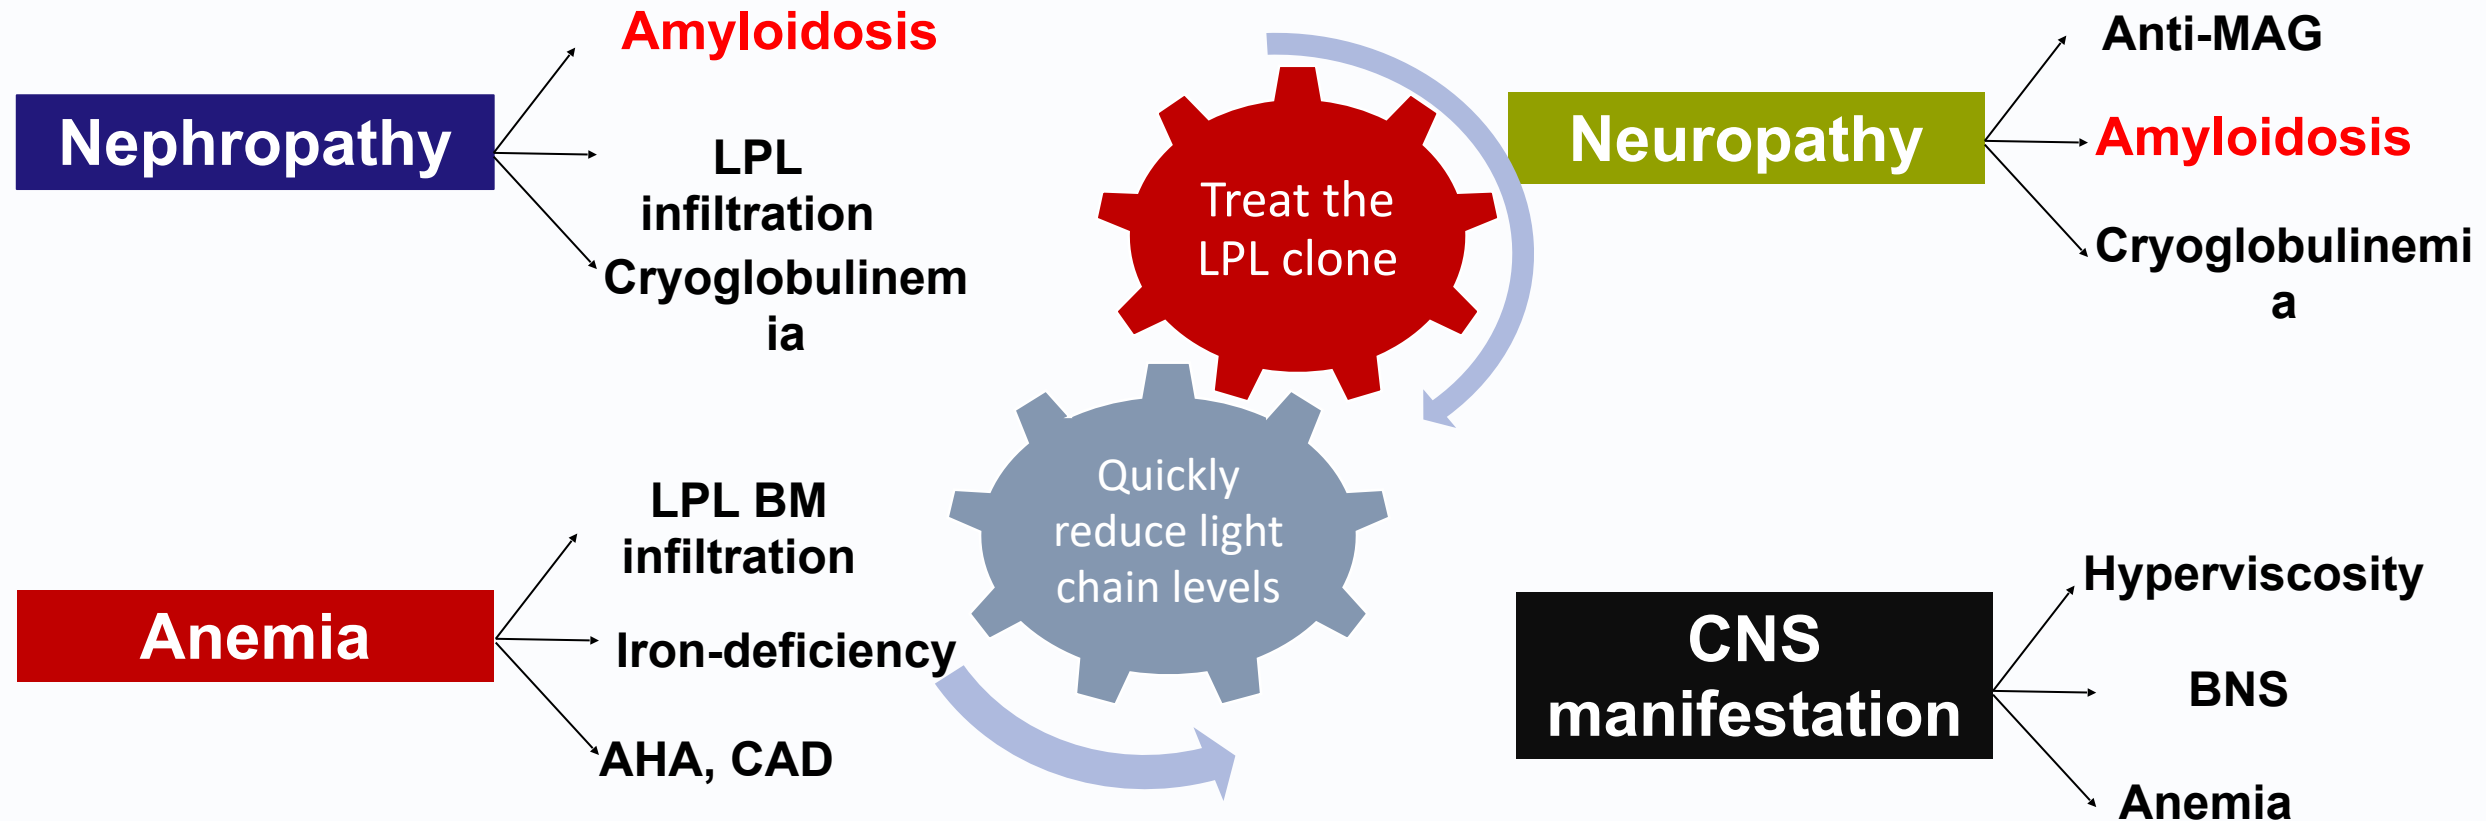 Nephropathy
Amyloidosis
LPL
infiltration
Cryoglobulinem
ia
Treat the
LPL clone
Neuropathy
Anti-MAG
Amyloidosis
Cryoglobulinemi
a
Anemia
LPL BM
infiltration
Iron-deficiency
AHA, CAD
Quickly
reduce light
chain levels
CNS
manifestation
Hyperviscosity
BNS
Anemia